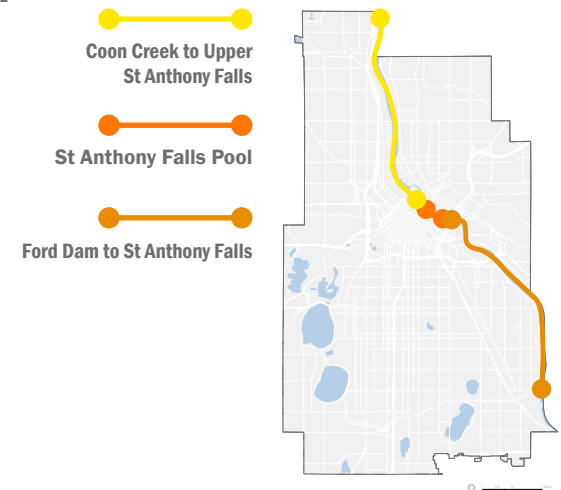 Coon Creek to Upper
St Anthony Falls
St Anthony Falls Pool
Ford Dam to St Anthony Falls